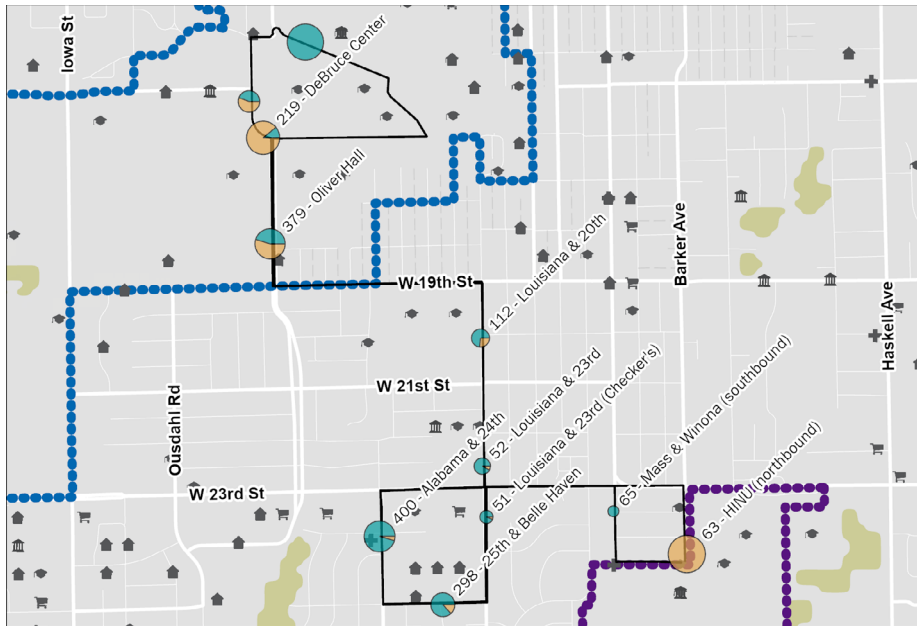 Iowa St
219 - DeBruce Center
379 - Oliver Hall
W 19th St
112 - Louisiana & 20th
Barker Ave
Haskell Ave
W 21st St
Ousdahl Rd
52 - Louisiana & 23rd
51 - Louisiana & 23rd (Checker's)
65 - Mass & Winona (southbound)
W 23rd St
400 - Alabama & 24th
298 - 25th & Belle Haven
63 - HINU (northbound)